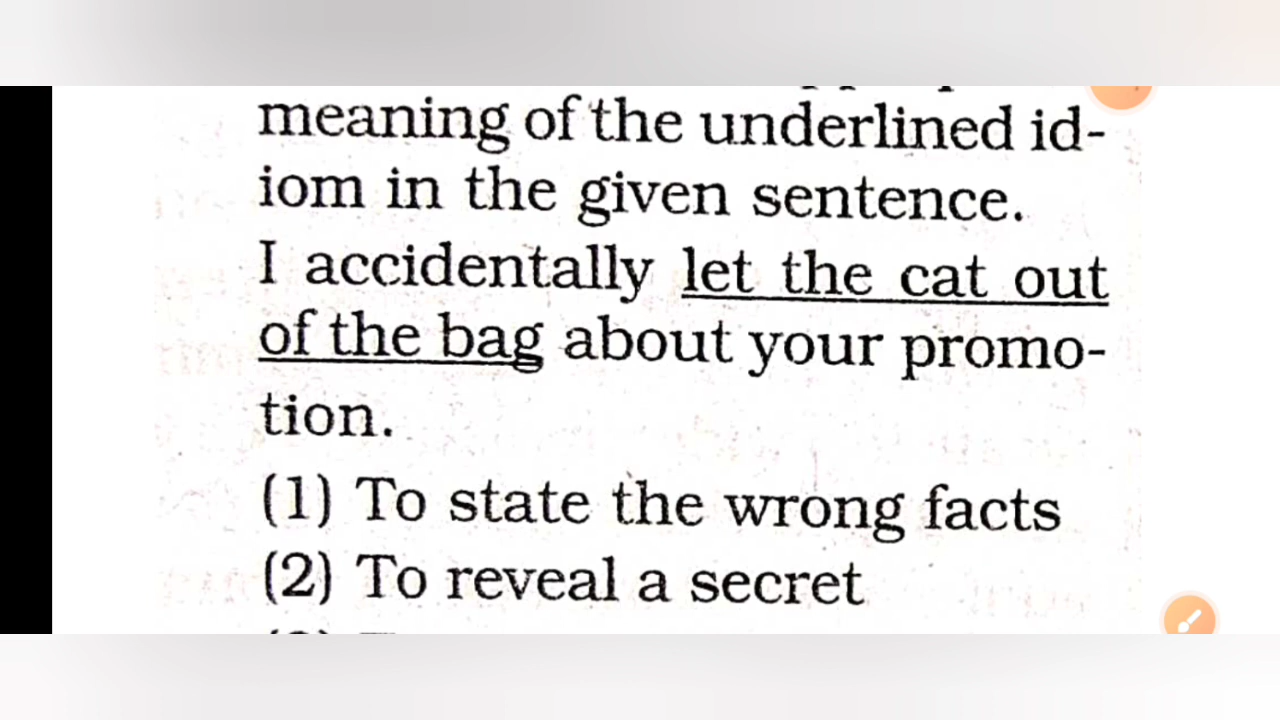 meaning of the underlined id-
iom in the given sentence.
I accidentally let the cat out
of the bag about your promo-
tion.
(1) To state the wrong facts
(2) To reveal a secret